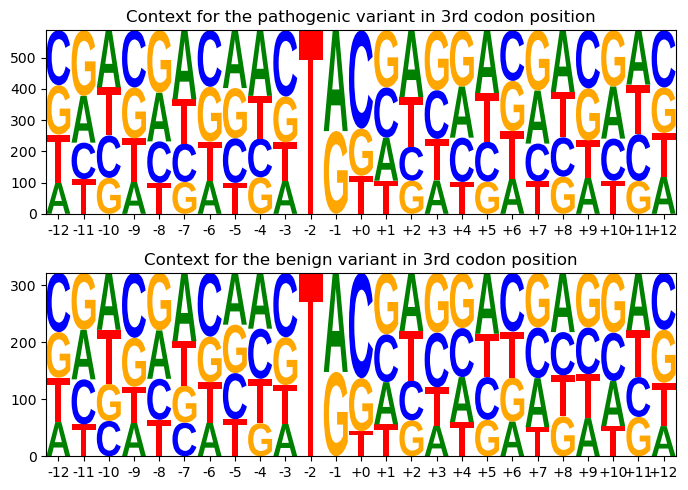 Context for the pathogenic variant in 3rd codon position
500
400
300
200
100
0
C G A C G A C A A C T A C G A G G A C G A C G A C
G A T G A T G G T G G G C T C A T G A T G A T G
T C C T C C T C C T T A C T C C T C C T C C T
A T G A T G A T G A T G A T G A T G A T G A
-12 -11 -10 -9 -8 -7 -6 -5 -4 -3 -2 -1 +0 +1 +2 +3 +4 +5 +6 +7 +8 +9 +10 +11 +12
Context for the benign variant in 3rd codon position
300
200
100
0
C G A C G A C A A C T A C G A G G A C G A G G A C
G A T G A T G G C G G G C T C C T T C C C C T G
T C G T C G T C T T T A C T A C G A T T A C T
A T C A T C A T G A T G A T G A T G A T G A
-12 -11 -10 -9 -8 -7 -6 -5 -4 -3 -2 -1 +0 +1 +2 +3 +4 +5 +6 +7 +8 +9 +10 +11 +12